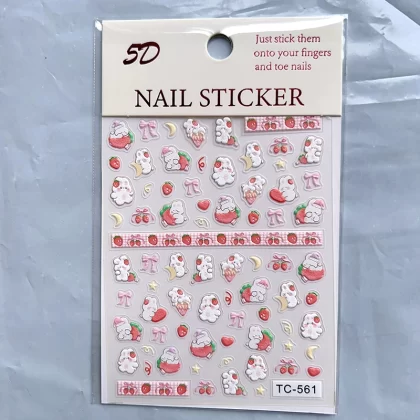 5D
Just stick them
onto your fingers
and toe nails
NAIL STICKER
TC-561